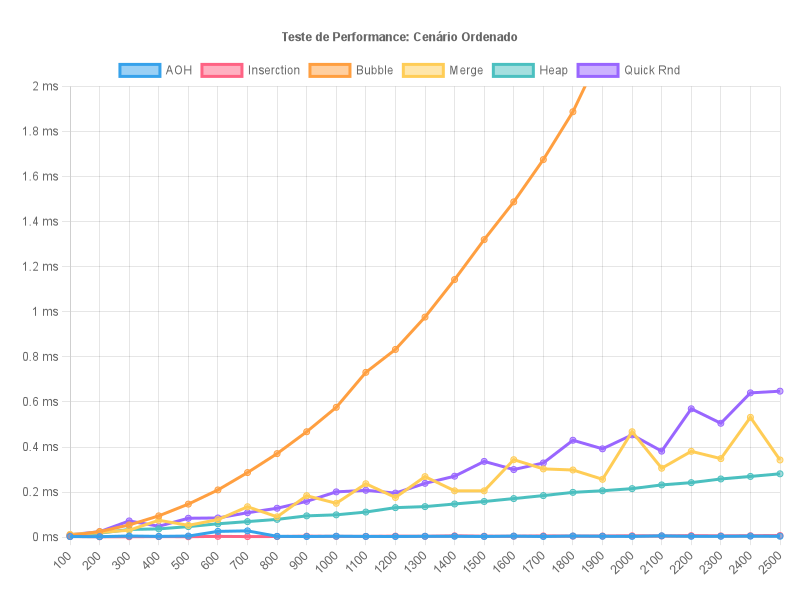 Teste de Performance: Cenário Ordenado
AOH Inserction Bubble Merge Heap Quick Rnd
2 ms
1.8 ms
1.6 ms
1.4 ms
1.2 ms
1 ms
0.8 ms
0.6 ms
0.4 ms
0.2 ms
0 ms
100 200 300 400 500 600 700 800 900 1000 1100 1200 1300 1400 1500 1600 1700 1800 1900 2000 2100 2200 2300 2400 2500